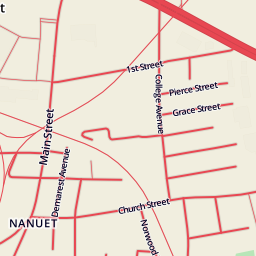 1st Street
Pierce Street
College Avenue
Grace Street
Main Street
Demarest Avenue
Church Street
NANUET
Norwood